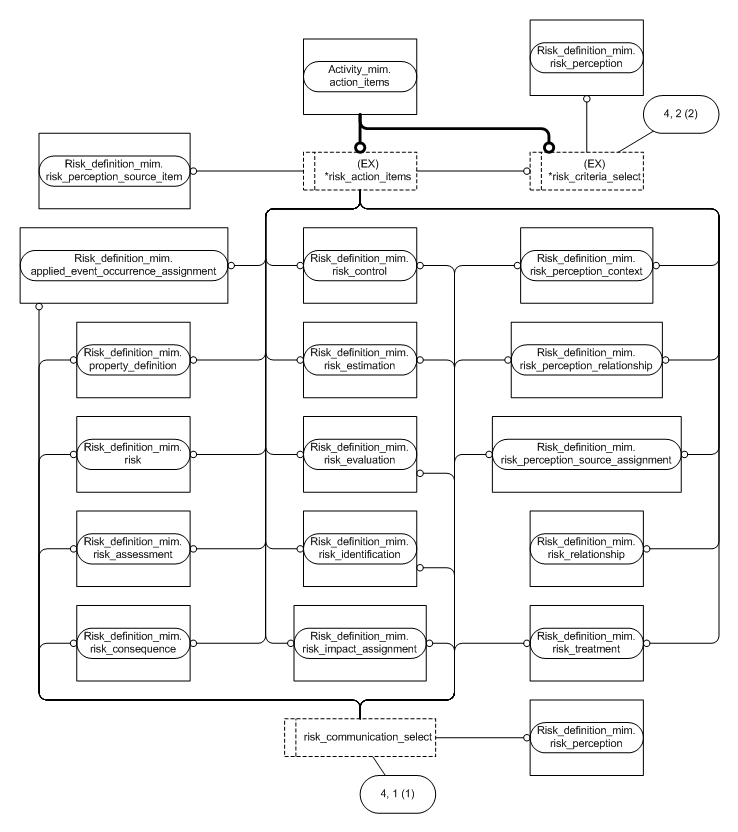 Activity_mim.
action_items
Risk_definition_mim.
risk_perception
4, 2 (2)
Risk_definition_mim.
risk_perception_source_item
(EX)
*risk_action_items
(EX)
*risk_criteria_select
Risk_definition_mim.
applied_event_occurrence_assignment
Risk_definition_mim.
risk_control
Risk_definition_mim.
risk_perception_context
Risk_definition_mim.
property_definition
Risk_definition_mim.
risk_estimation
Risk_definition_mim.
risk_perception_relationship
Risk_definition_mim.
risk
Risk_definition_mim.
risk_evaluation
Risk_definition_mim.
risk_perception_source_assignment
Risk_definition_mim.
risk_assessment
Risk_definition_mim.
risk_identification
Risk_definition_mim.
risk_relationship
Risk_definition_mim.
risk_consequence
Risk_definition_mim.
risk_impact_assignment
Risk_definition_mim.
risk_treatment
risk_communication_select
Risk_definition_mim.
risk_perception
4, 1 (1)